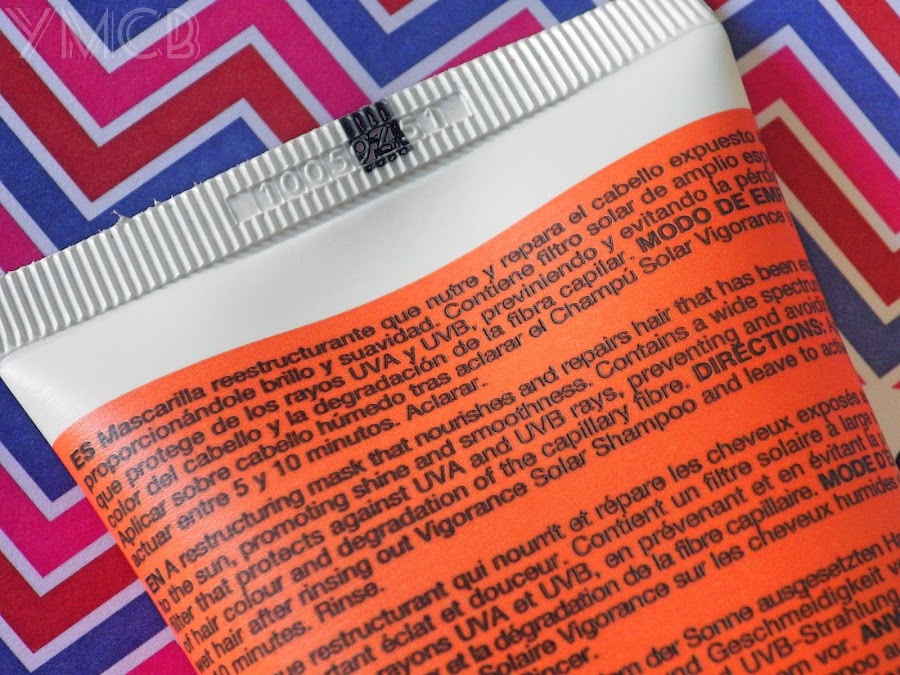 YMCB
1005 94 51
ES Mascarilla reestructurante que nutre y repara el cabello expuesto
proporcionándole brillo y suavidad. Contiene filtro solar de amplio
que protege de los rayos UVA y UVB, previniendo y evitando la
color del cabello y la degradación de la fibra capilar. MODO DE
Aplicar sobre cabello húmedo tras aclarar el Champú Solar Vigorance
actuar entre 5 y 10 minutos. Aclarar.
EN A restructuring mask that nourishes and repairs hair that has been
to the sun, promoting shine and smoothness. Contains a wide
filter that protects against UVA and UVB rays, preventing and
of hair colour and degradation of the capillary fibre. DIRECTIONS:
wet hair after rinsing out Vigorance Solar Shampoo and leave to
10 minutes. Rinse.
que restructurant qui nourrit et répare les cheveux exposés
éclat et douceur. Contient un filtre solaire à large
rayons UVA et UVB, en prévenant et en évitant la
et la dégradation de la fibre capillaire. MODE
Solaire Vigorance sur les cheveux humides
der Sonne ausgesetzten
und Geschmeidigkeit
und UVB-Strahlung
vor.